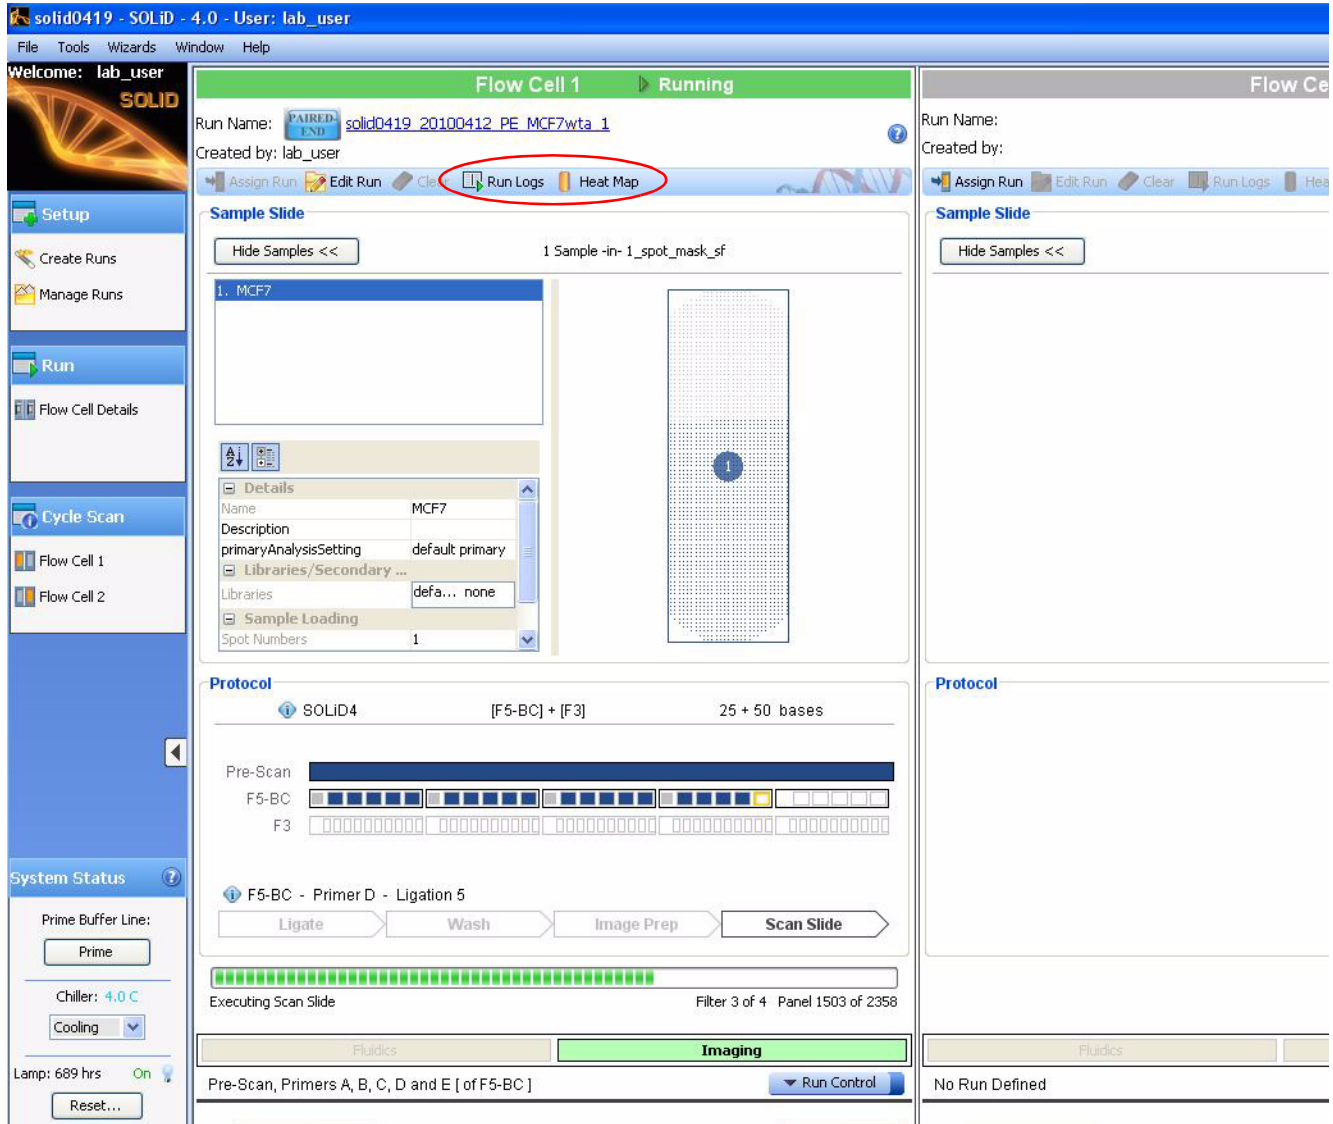 solid0419 - SOLiD - 4.0 - User: lab_user
File Tools Wizards Window Help
Welcome: lab_user
SOLiD
Setup
Create Runs
Manage Runs
Run
Flow Cell Details
Cycle Scan
Flow Cell 1
Flow Cell 2
System Status
Prime Buffer Line:
Prime
Chiller: 4.0 C
Cooling
Lamp: 689 hrs On
Reset...
Flow Cell 1 Running
Run Name: PAIRED-END solid0419_20100412_PE_MCF7wta_1
Created by: lab_user
Assign Run Edit Run Clear Run Logs Heat Map
Sample Slide
Hide Samples << 1 Sample -in- 1_spot_mask_sf
1. MCF7
1
Details
Name MCF7
Description
primaryAnalysisSetting default primary
Libraries/Secondary ...
Libraries defa... none
Sample Loading
Spot Numbers 1
Protocol
SOLiD4 [F5-BC] + [F3] 25 + 50 bases
Pre-Scan
F5-BC
F3
F5-BC - Primer D - Ligation 5
Ligate Wash Image Prep Scan Slide
Executing Scan Slide Filter 3 of 4 Panel 1503 of 2358
Fluidics Imaging
Pre-Scan, Primers A, B, C, D and E [ of F5-BC ] Run Control
Flow Ce
Run Name:
Created by:
Assign Run Edit Run Clear Run Logs Hea
Sample Slide
Hide Samples <<
Protocol
Fluidics
No Run Defined